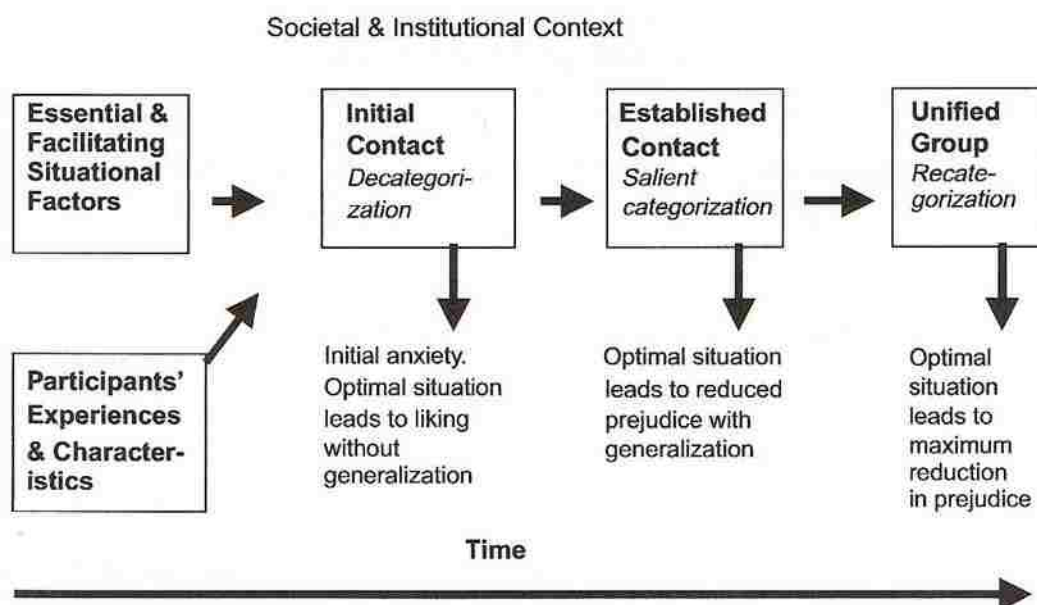 Societal & Institutional Context
Essential &
Facilitating
Situational
Factors
Participants'
Experiences
& Character-
istics
Initial
Contact
Decategori-
zation
Initial anxiety.
Optimal situation
leads to liking
without
generalization
Established
Contact
Salient
categorization
Optimal situation
leads to reduced
prejudice with
generalization
Unified
Group
Recate-
gorization
Optimal
situation
leads to
maximum
reduction
in prejudice
Time